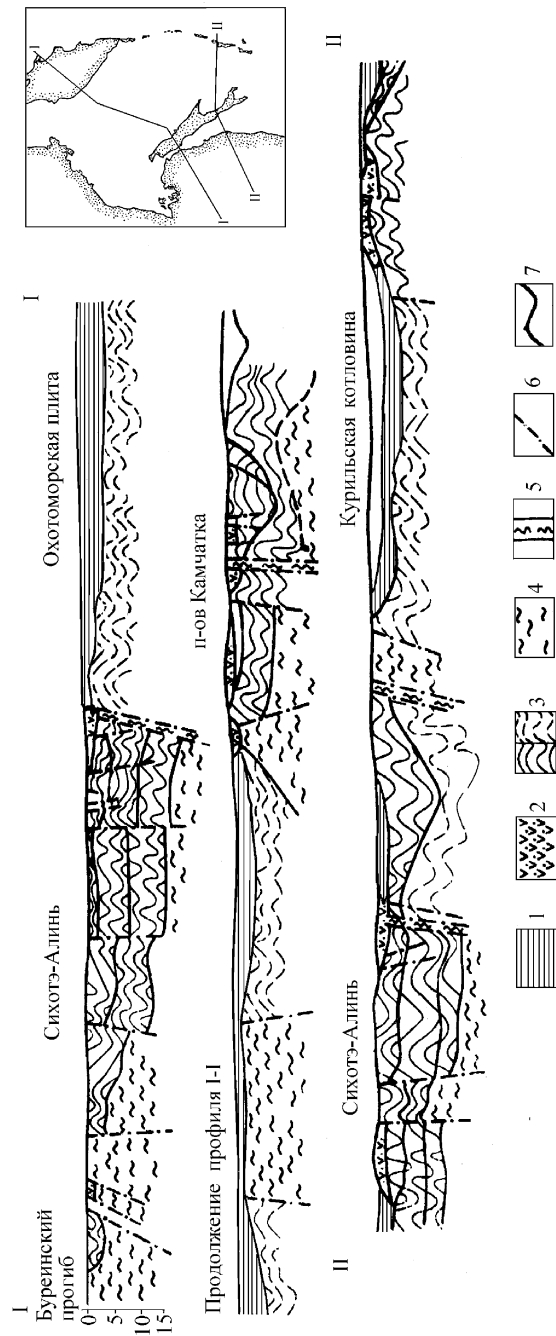 I
Буреинский
прогиб
Сихотэ-Алинь
Охотоморская плита
I
0
5
10
15
Продолжение профиля I-I
п-ов Камчатка
II
Сихотэ-Алинь
Курильская котловина
II
I
II
I
II
1
2
3
4
5
6
7